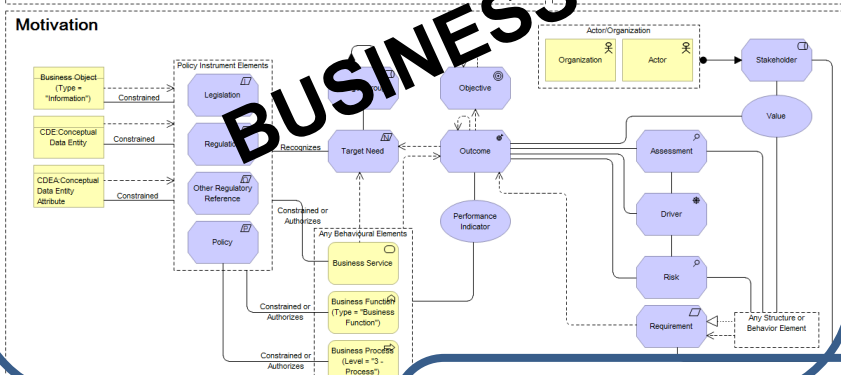 Motivation
BUSINESS
Actor/Organization
Organization
Actor
Stakeholder
Policy Instrument Elements
Business Object
(Type =
"Information")
Constrained
Legislation
Objective
Value
CDE:Conceptual
Data Entity
Constrained
Recognizes
Target Need
Outcome
Assessment
CDEA:Conceptual
Data Entity
Attribute
Constrained
Other Regulatory
Reference
Constrained or
Authorizes
Performance
Indicator
Driver
Policy
Any Behavioural Elements
Business Service
Risk
Constrained or
Authorizes
Business Function
(Type = "Business
Function")
Requirement
Any Structure or
Behavior Element
Constrained or
Authorizes
Business Process
(Level = "3 -
Process")